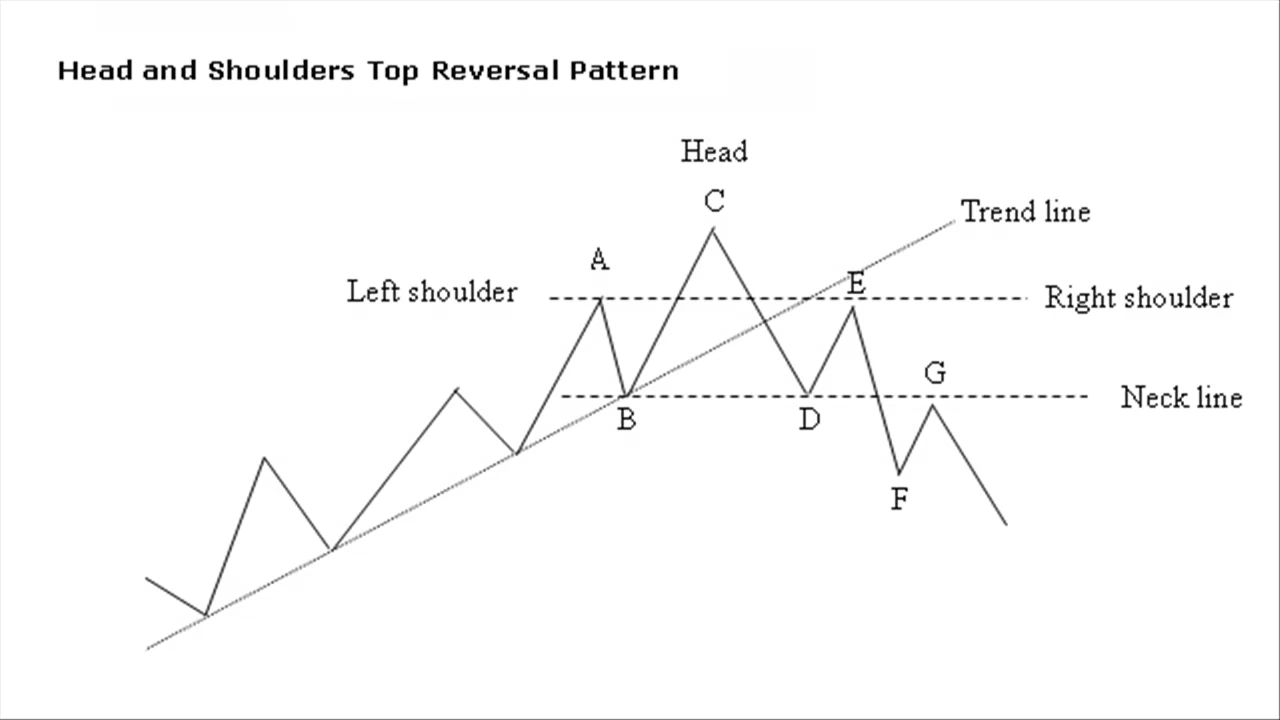 Head and Shoulders Top Reversal Pattern
Head
C
Trend line
A
E
Left shoulder
Right shoulder
G
Neck line
B
D
F